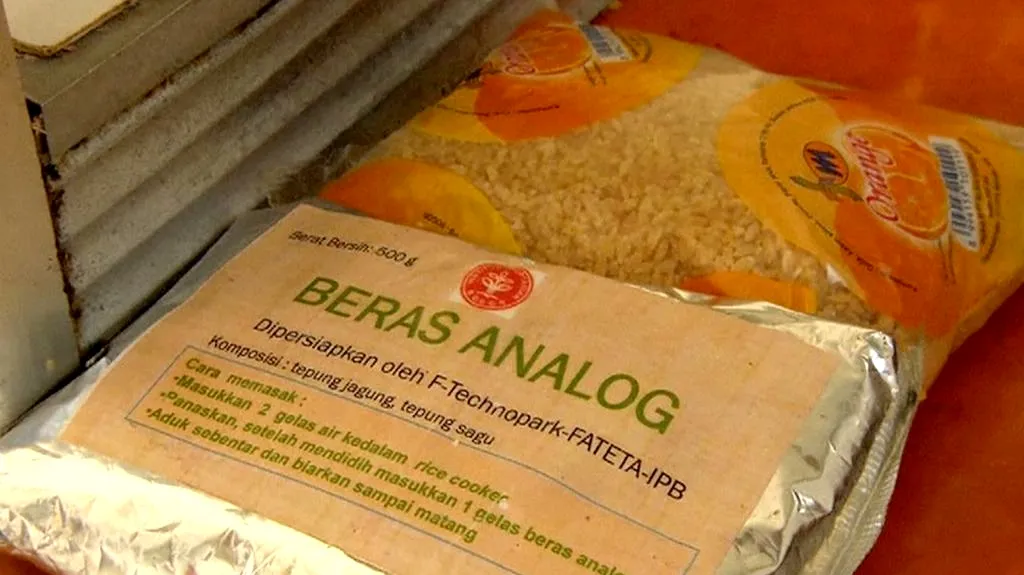 Orange
m
Orange
Berat Bersih: 500 g
BERAS ANALOG
Dipersiapkan oleh F-Technopark-FATETA-IPB
Komposisi : tepung jagung, tepung sagu
Cara memasak :
•Masukkan 2 gelas air kedalam rice cooker
•Panaskan, setelah mendidih masukkan 1 gelas beras analo
•Aduk sebentar dan biarkan sampai matang